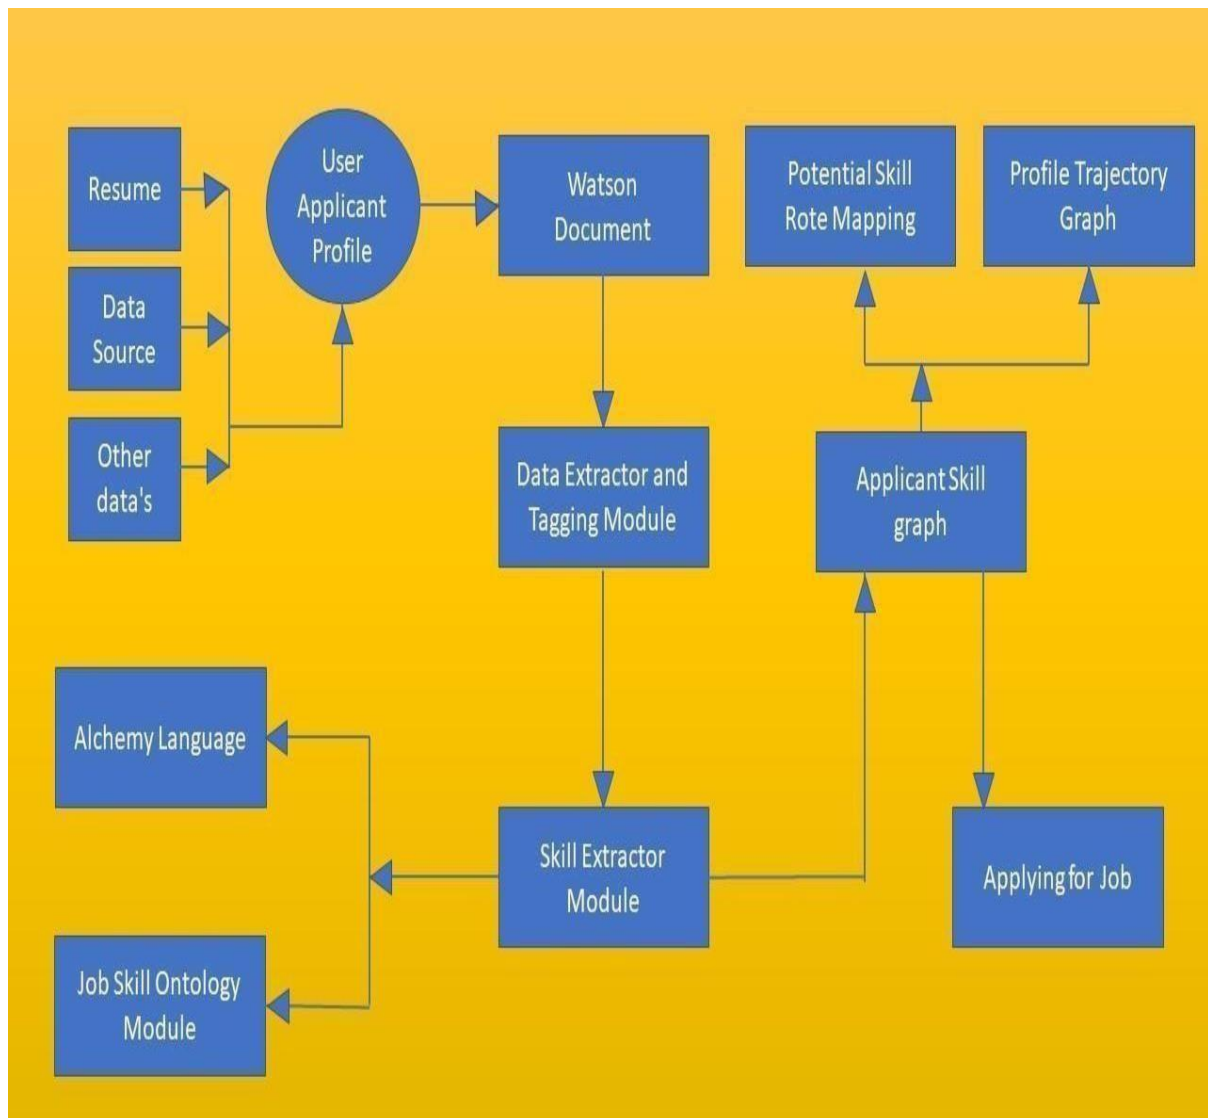 Resume
Data
Source
Other
data's
User
Applicant
Profile
Watson
Document
Potential Skill
Rote Mapping
Profile Trajectory
Graph
Data Extractor and
Tagging Module
Applicant Skill
graph
Alchemy Language
Skill Extractor
Module
Applying for Job
Job Skill Ontology
Module